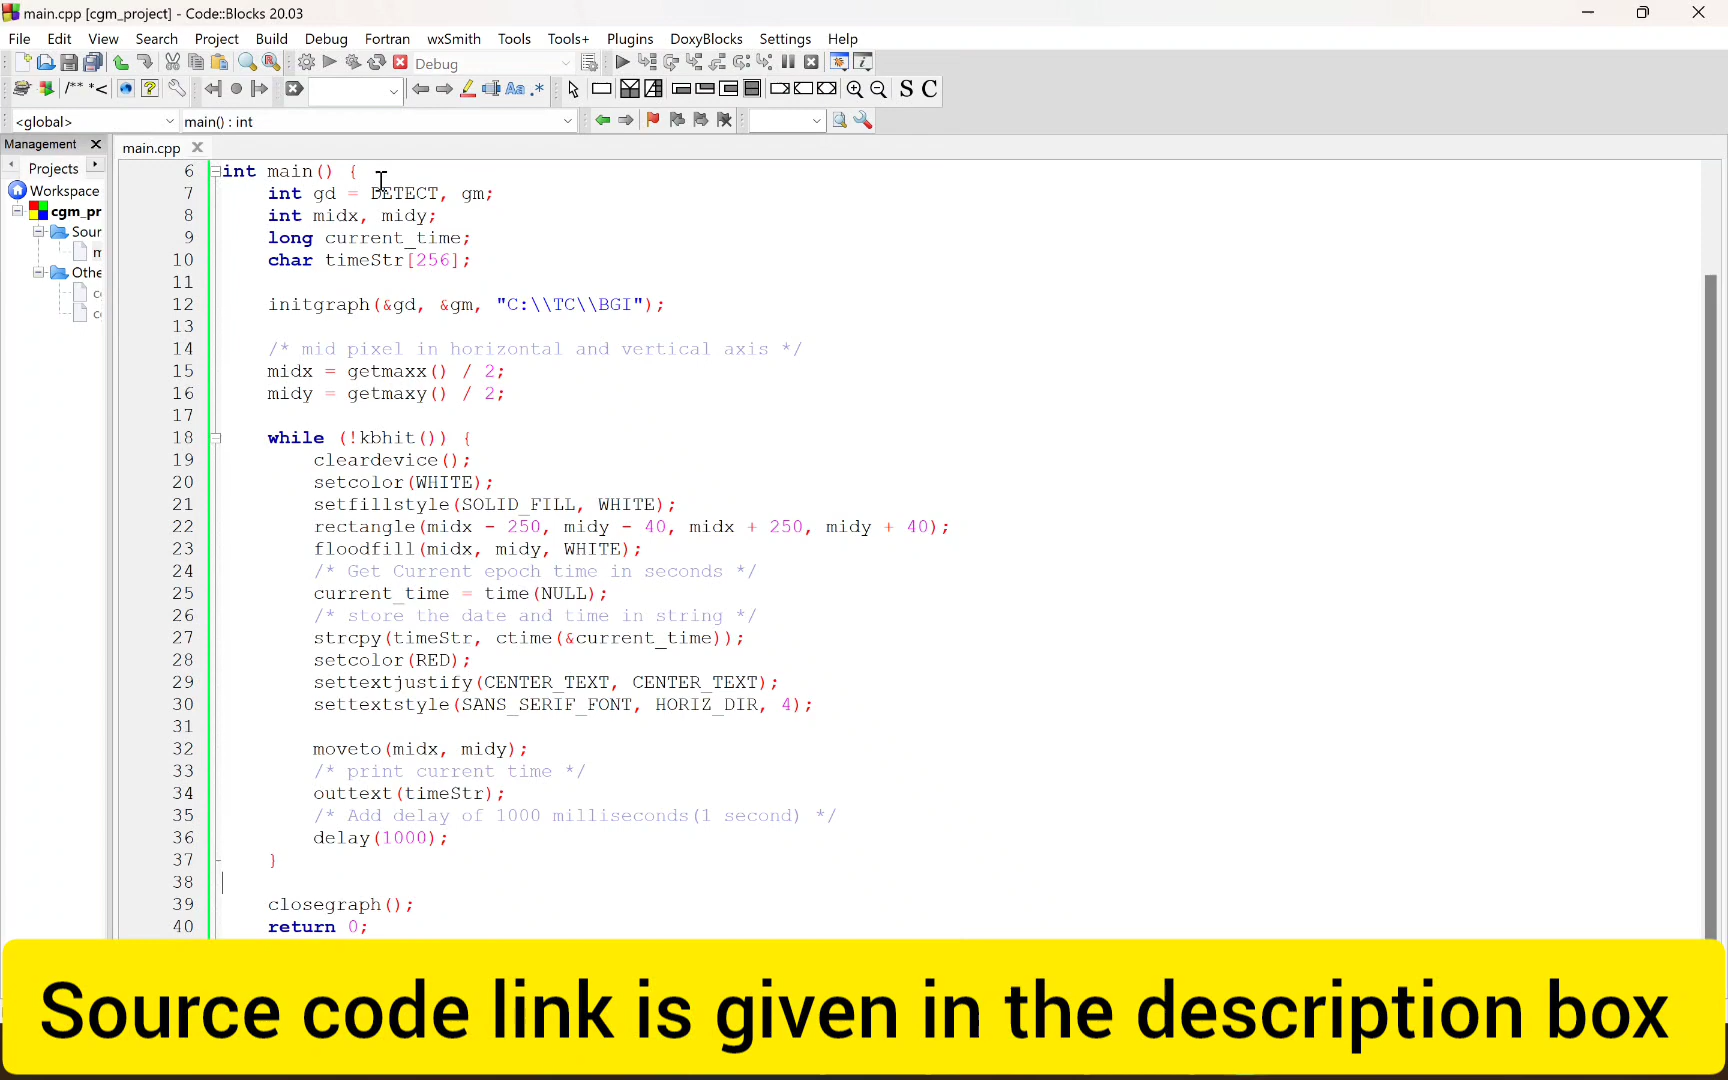 main.cpp [cgm_project] - Code::Blocks 20.03
File Edit View Search Project Build Debug Fortran wxSmith Tools Tools+ Plugins DoxyBlocks Settings Help
Debug
/** *<
Aa .* S C
<global> main() : int
Management
main.cpp
Projects
Workspace
cgm_pr
Sour
Othe
6 int main() {
7 int gd = DETECT, gm;
8 int midx, midy;
9 long current_time;
10 char timeStr[256];
11
12 initgraph(&gd, &gm, "C:\\TC\\BGI");
13
14 /* mid pixel in horizontal and vertical axis */
15 midx = getmaxx() / 2;
16 midy = getmaxy() / 2;
17
18 while (!kbhit()) {
19 cleardevice();
20 setcolor(WHITE);
21 setfillstyle(SOLID_FILL, WHITE);
22 rectangle(midx - 250, midy - 40, midx + 250, midy + 40);
23 floodfill(midx, midy, WHITE);
24 /* Get Current epoch time in seconds */
25 current_time = time(NULL);
26 /* store the date and time in string */
27 strcpy(timeStr, ctime(&current_time));
28 setcolor(RED);
29 settextjustify(CENTER_TEXT, CENTER_TEXT);
30 settextstyle(SANS_SERIF_FONT, HORIZ_DIR, 4);
31
32 moveto(midx, midy);
33 /* print current time */
34 outtext(timeStr);
35 /* Add delay of 1000 milliseconds(1 second) */
36 delay(1000);
37 }
38
39 closegraph();
40 return 0;
Source code link is given in the description box